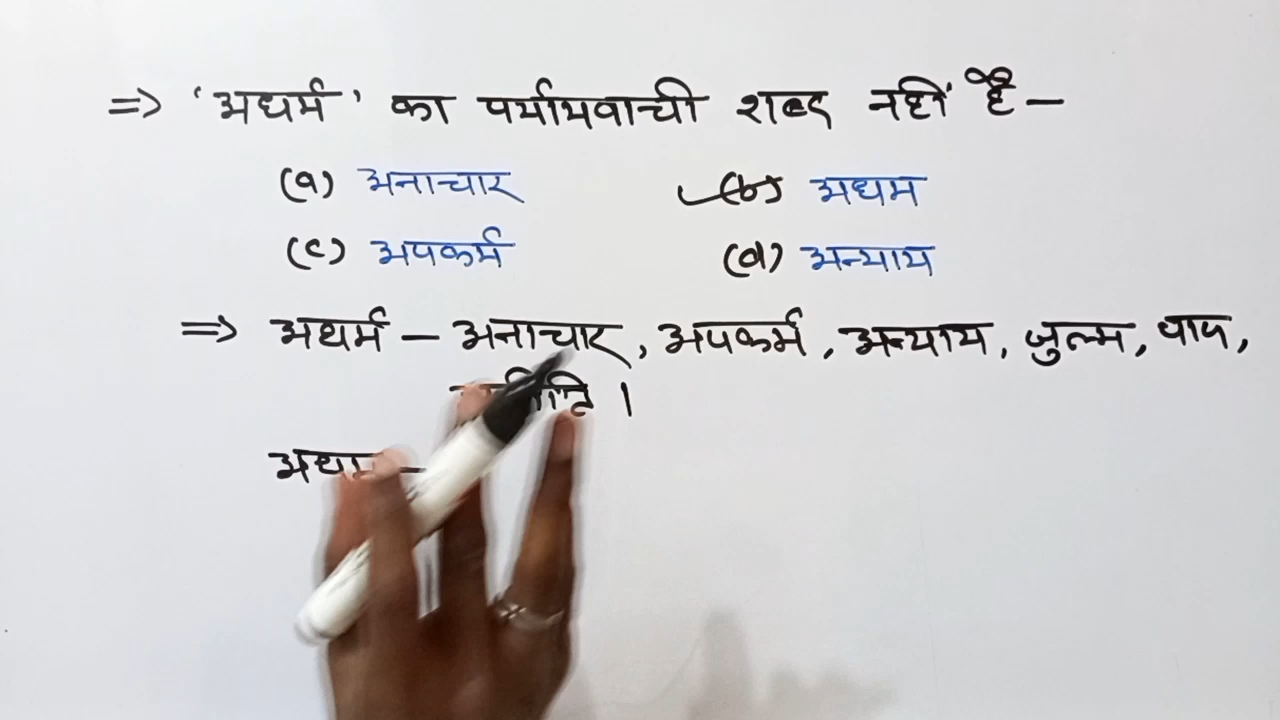 => 'अधर्म' का पर्यायवाची शब्द नहीं है –
(a) अनाचार (b) अधम
(c) अपकर्म (d) अन्याय
=> अधर्म – अनाचार, अपकर्म, अन्याय, जुल्म, पाप,
।